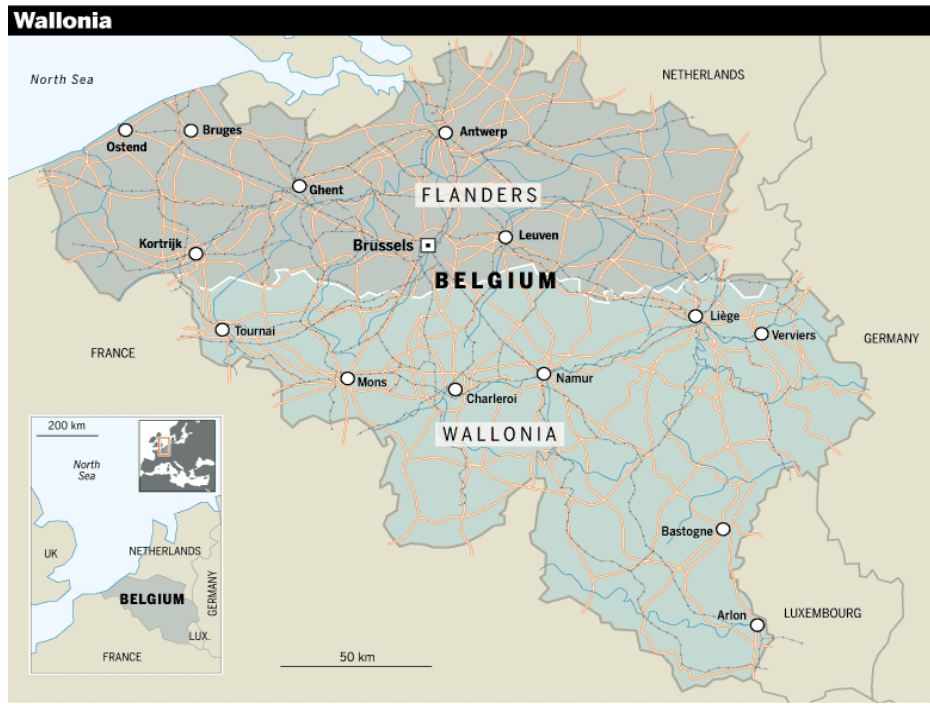 Wallonia
North Sea
NETHERLANDS
Ostend
Bruges
Antwerp
Ghent
FLANDERS
Kortrijk
Brussels
Leuven
BELGIUM
Tournai
Liège
Verviers
FRANCE
GERMANY
Mons
Charleroi
Namur
WALLONIA
200 km
North
Sea
UK
NETHERLANDS
BELGIUM
GERMANY
LUX.
FRANCE
Bastogne
Arlon
LUXEMBOURG
50 km